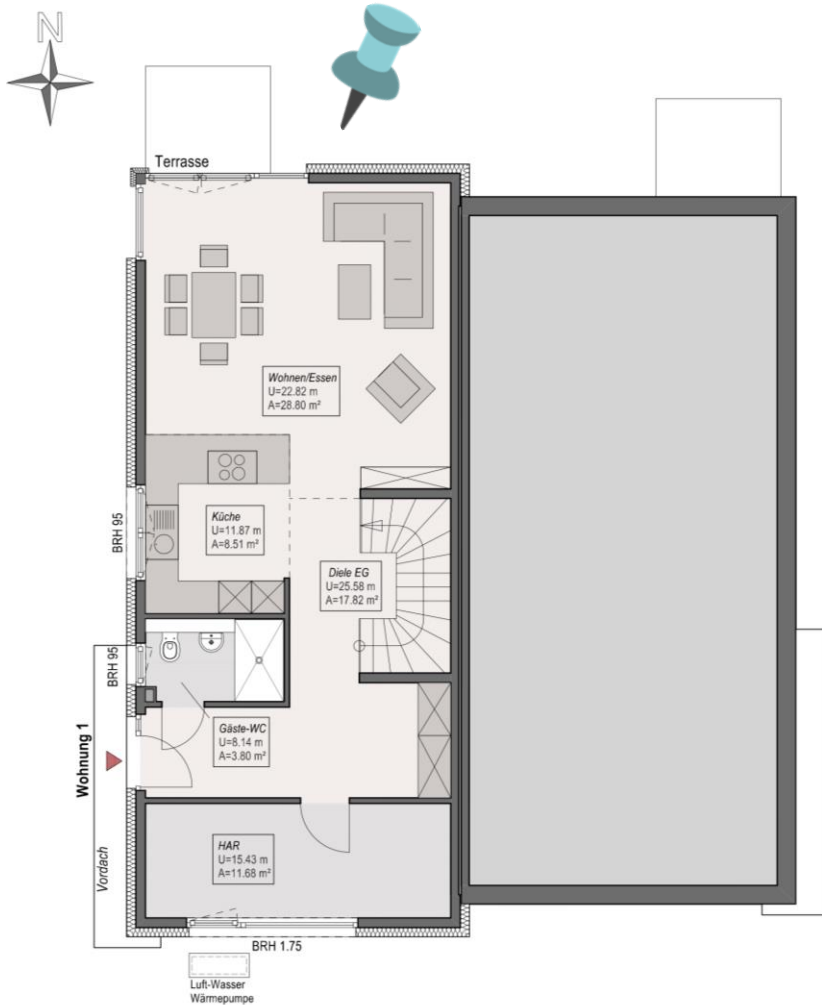 N
Terrasse
Wohnen/Essen
U=22.82 m
A=28.80 m²
Küche
U=11.87 m
A=8.51 m²
BRH 95
Diele EG
U=25.58 m
A=17.82 m²
BRH 95
Gäste-WC
U=8.14 m
A=3.80 m²
Wohnung 1
Vordach
HAR
U=15.43 m
A=11.68 m²
BRH 1.75
Luft-Wasser
Wärmepumpe